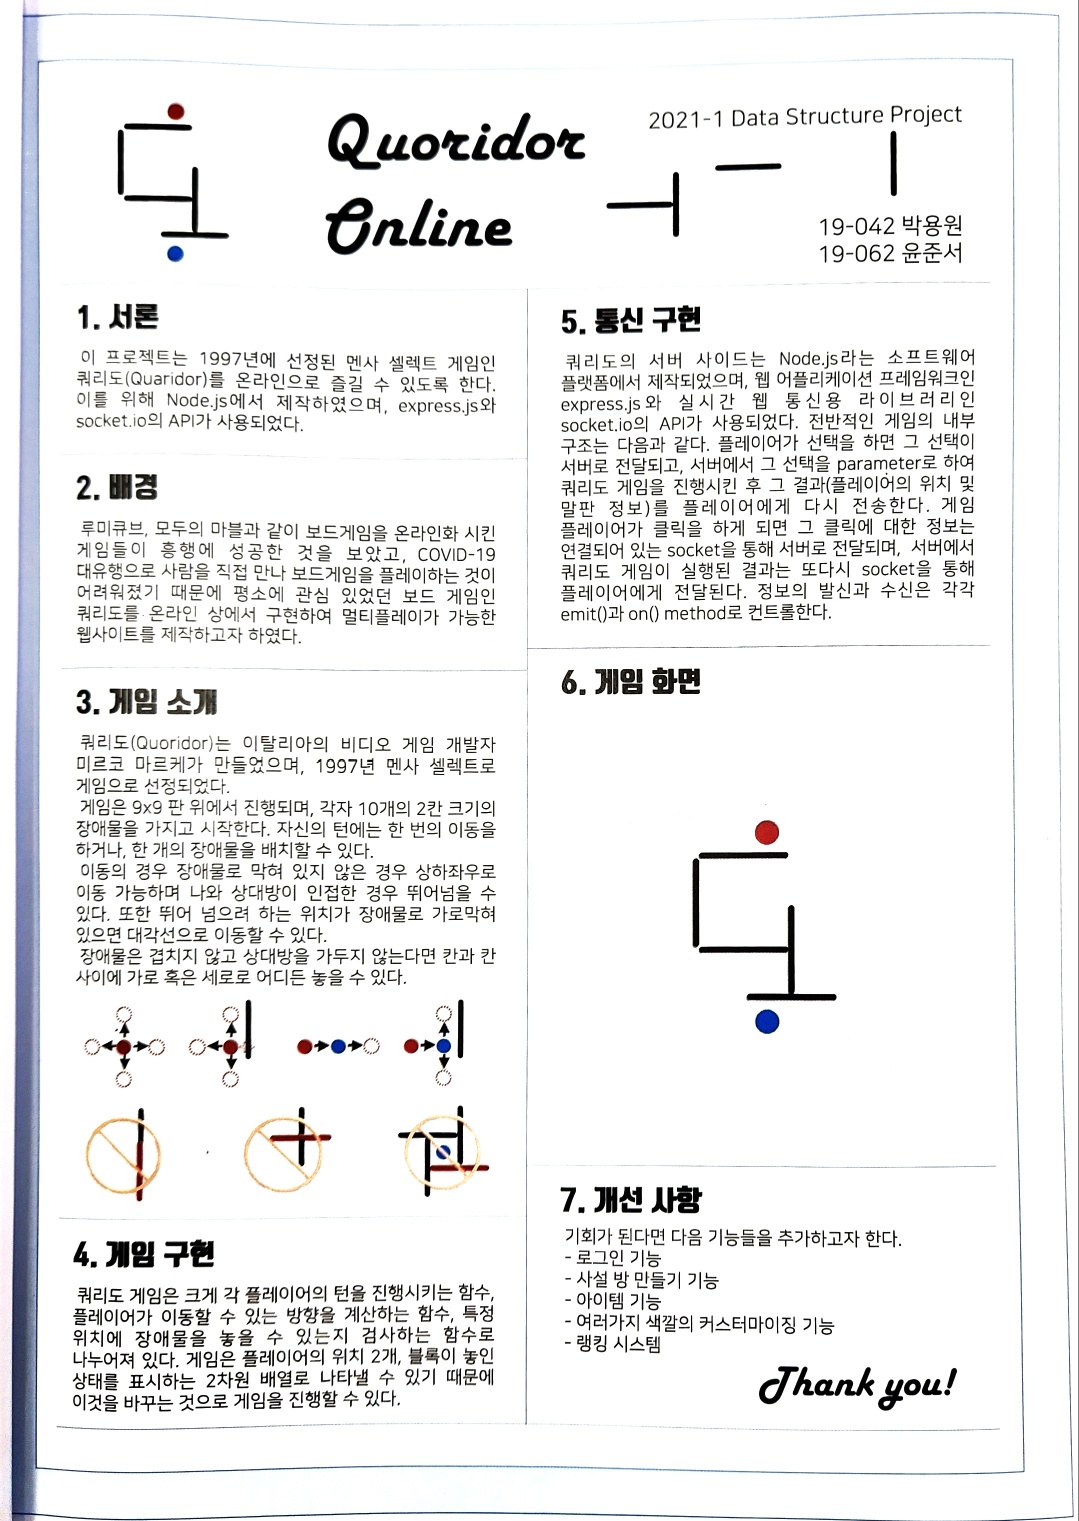 Quoridor
Online
2021-1 Data Structure Project
19-042 박용원
19-062 윤준서
1. 서론
이 프로젝트는 1997년에 선정된 멘사 셀렉트 게임인
쿼리도(Quaridor)를 온라인으로 즐길 수 있도록 한다.
이를 위해 Node.js에서 제작하였으며, express.js와
socket.io의 API가 사용되었다.
2. 배경
루미큐브, 모두의 마블과 같이 보드게임을 온라인화 시킨
게임들이 흥행에 성공한 것을 보았고, COVID-19
대유행으로 사람을 직접 만나 보드게임을 플레이하는 것이
어려워졌기 때문에 평소에 관심 있었던 보드 게임인
쿼리도를 온라인 상에서 구현하여 멀티플레이가 가능한
웹사이트를 제작하고자 하였다.
3. 게임 소개
쿼리도(Quoridor)는 이탈리아의 비디오 게임 개발자
미르코 마르케가 만들었으며, 1997년 멘사 셀렉트로
게임으로 선정되었다.
게임은 9x9 판 위에서 진행되며, 각자 10개의 2칸 크기의
장애물을 가지고 시작한다. 자신의 턴에는 한 번의 이동을
하거나, 한 개의 장애물을 배치할 수 있다.
이동의 경우 장애물로 막혀 있지 않은 경우 상하좌우로
이동 가능하며 나와 상대방이 인접한 경우 뛰어넘을 수
있다. 또한 뛰어 넘으려 하는 위치가 장애물로 가로막혀
있으면 대각선으로 이동할 수 있다.
장애물은 겹치지 않고 상대방을 가두지 않는다면 칸과 칸
사이에 가로 혹은 세로로 어디든 놓을 수 있다.
4. 게임 구현
쿼리도 게임은 크게 각 플레이어의 턴을 진행시키는 함수,
플레이어가 이동할 수 있는 방향을 계산하는 함수, 특정
위치에 장애물을 놓을 수 있는지 검사하는 함수로
나누어져 있다. 게임은 플레이어의 위치 2개, 블록이 놓인
상태를 표시하는 2차원 배열로 나타낼 수 있기 때문에
이것을 바꾸는 것으로 게임을 진행할 수 있다.
5. 통신 구현
쿼리도의 서버 사이드는 Node.js라는 소프트웨어
플랫폼에서 제작되었으며, 웹 어플리케이션 프레임워크인
express.js와 실시간 웹 통신용 라이브러리인
socket.io의 API가 사용되었다. 전반적인 게임의 내부
구조는 다음과 같다. 플레이어가 선택을 하면 그 선택이
서버로 전달되고, 서버에서 그 선택을 parameter로 하여
쿼리도 게임을 진행시킨 후 그 결과(플레이어의 위치 및
말판 정보)를 플레이어에게 다시 전송한다. 게임
플레이어가 클릭을 하게 되면 그 클릭에 대한 정보는
연결되어 있는 socket을 통해 서버로 전달되며, 서버에서
쿼리도 게임이 실행된 결과는 또다시 socket을 통해
플레이어에게 전달된다. 정보의 발신과 수신은 각각
emit()과 on() method로 컨트롤한다.
6. 게임 화면
7. 개선 사항
기회가 된다면 다음 기능들을 추가하고자 한다.
- 로그인 기능
- 사설 방 만들기 기능
- 아이템 기능
- 여러가지 색깔의 커스터마이징 기능
- 랭킹 시스템
Thank you!